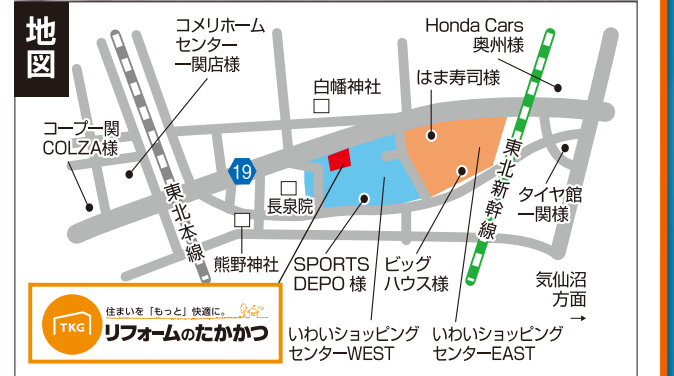 地図
コメリホーム
センター
一関店様
Honda Cars
奥州様
白幡神社
はま寿司様
コープ一関
COLZA様
19
東北本線
長泉院
東北新幹線
タイヤ館
一関様
熊野神社
SPORTS
DEPO 様
ビッグ
ハウス様
気仙沼
方面
→
TKG
住まいを「もっと」快適に。
リフォームのたかかつ
いわいショッピング
センターWEST
いわいショッピング
センターEAST